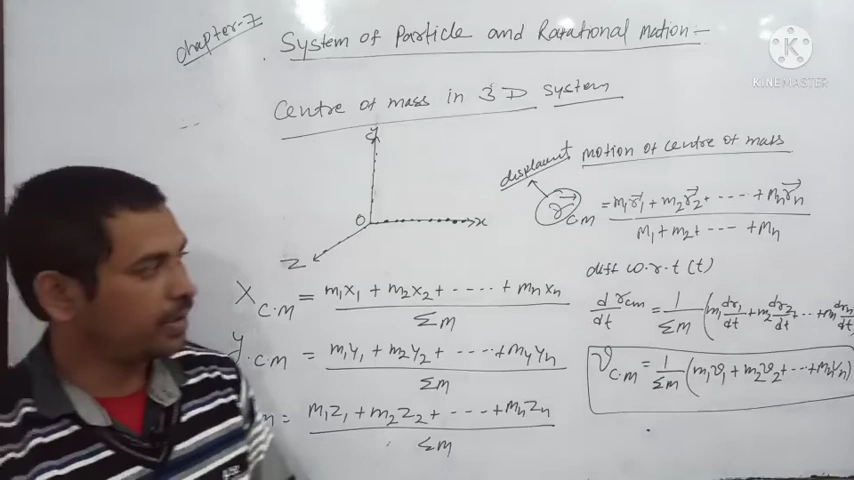 chapter-7
System of Particle and Rotational Motion:-
KINEMASTER
Centre of mass in 3D system
y
O
x
Z
displacement
motion of centre of mass
r⃗ C.M = m₁r⃗₁ + m₂r⃗₂ + ---- + mₙr⃗ₙ / m₁ + m₂ + --- + mₙ
diff w.r.t (t)
d/dt rcm = 1/ΣM (m₁ dr₁/dt + m₂ dr₂/dt + ·· + mₙ drₙ/dt)
v C.M = 1/ΣM (m₁v₁ + m₂v₂ + -- + mₙvₙ)
X C.M = m₁x₁ + m₂x₂ + ---- + mₙxₙ / ΣM
y C.M = m₁y₁ + m₂y₂ + ---- + myyₙ / ΣM
m = m₁z₁ + m₂z₂ + ---- + mₙzₙ / ΣM